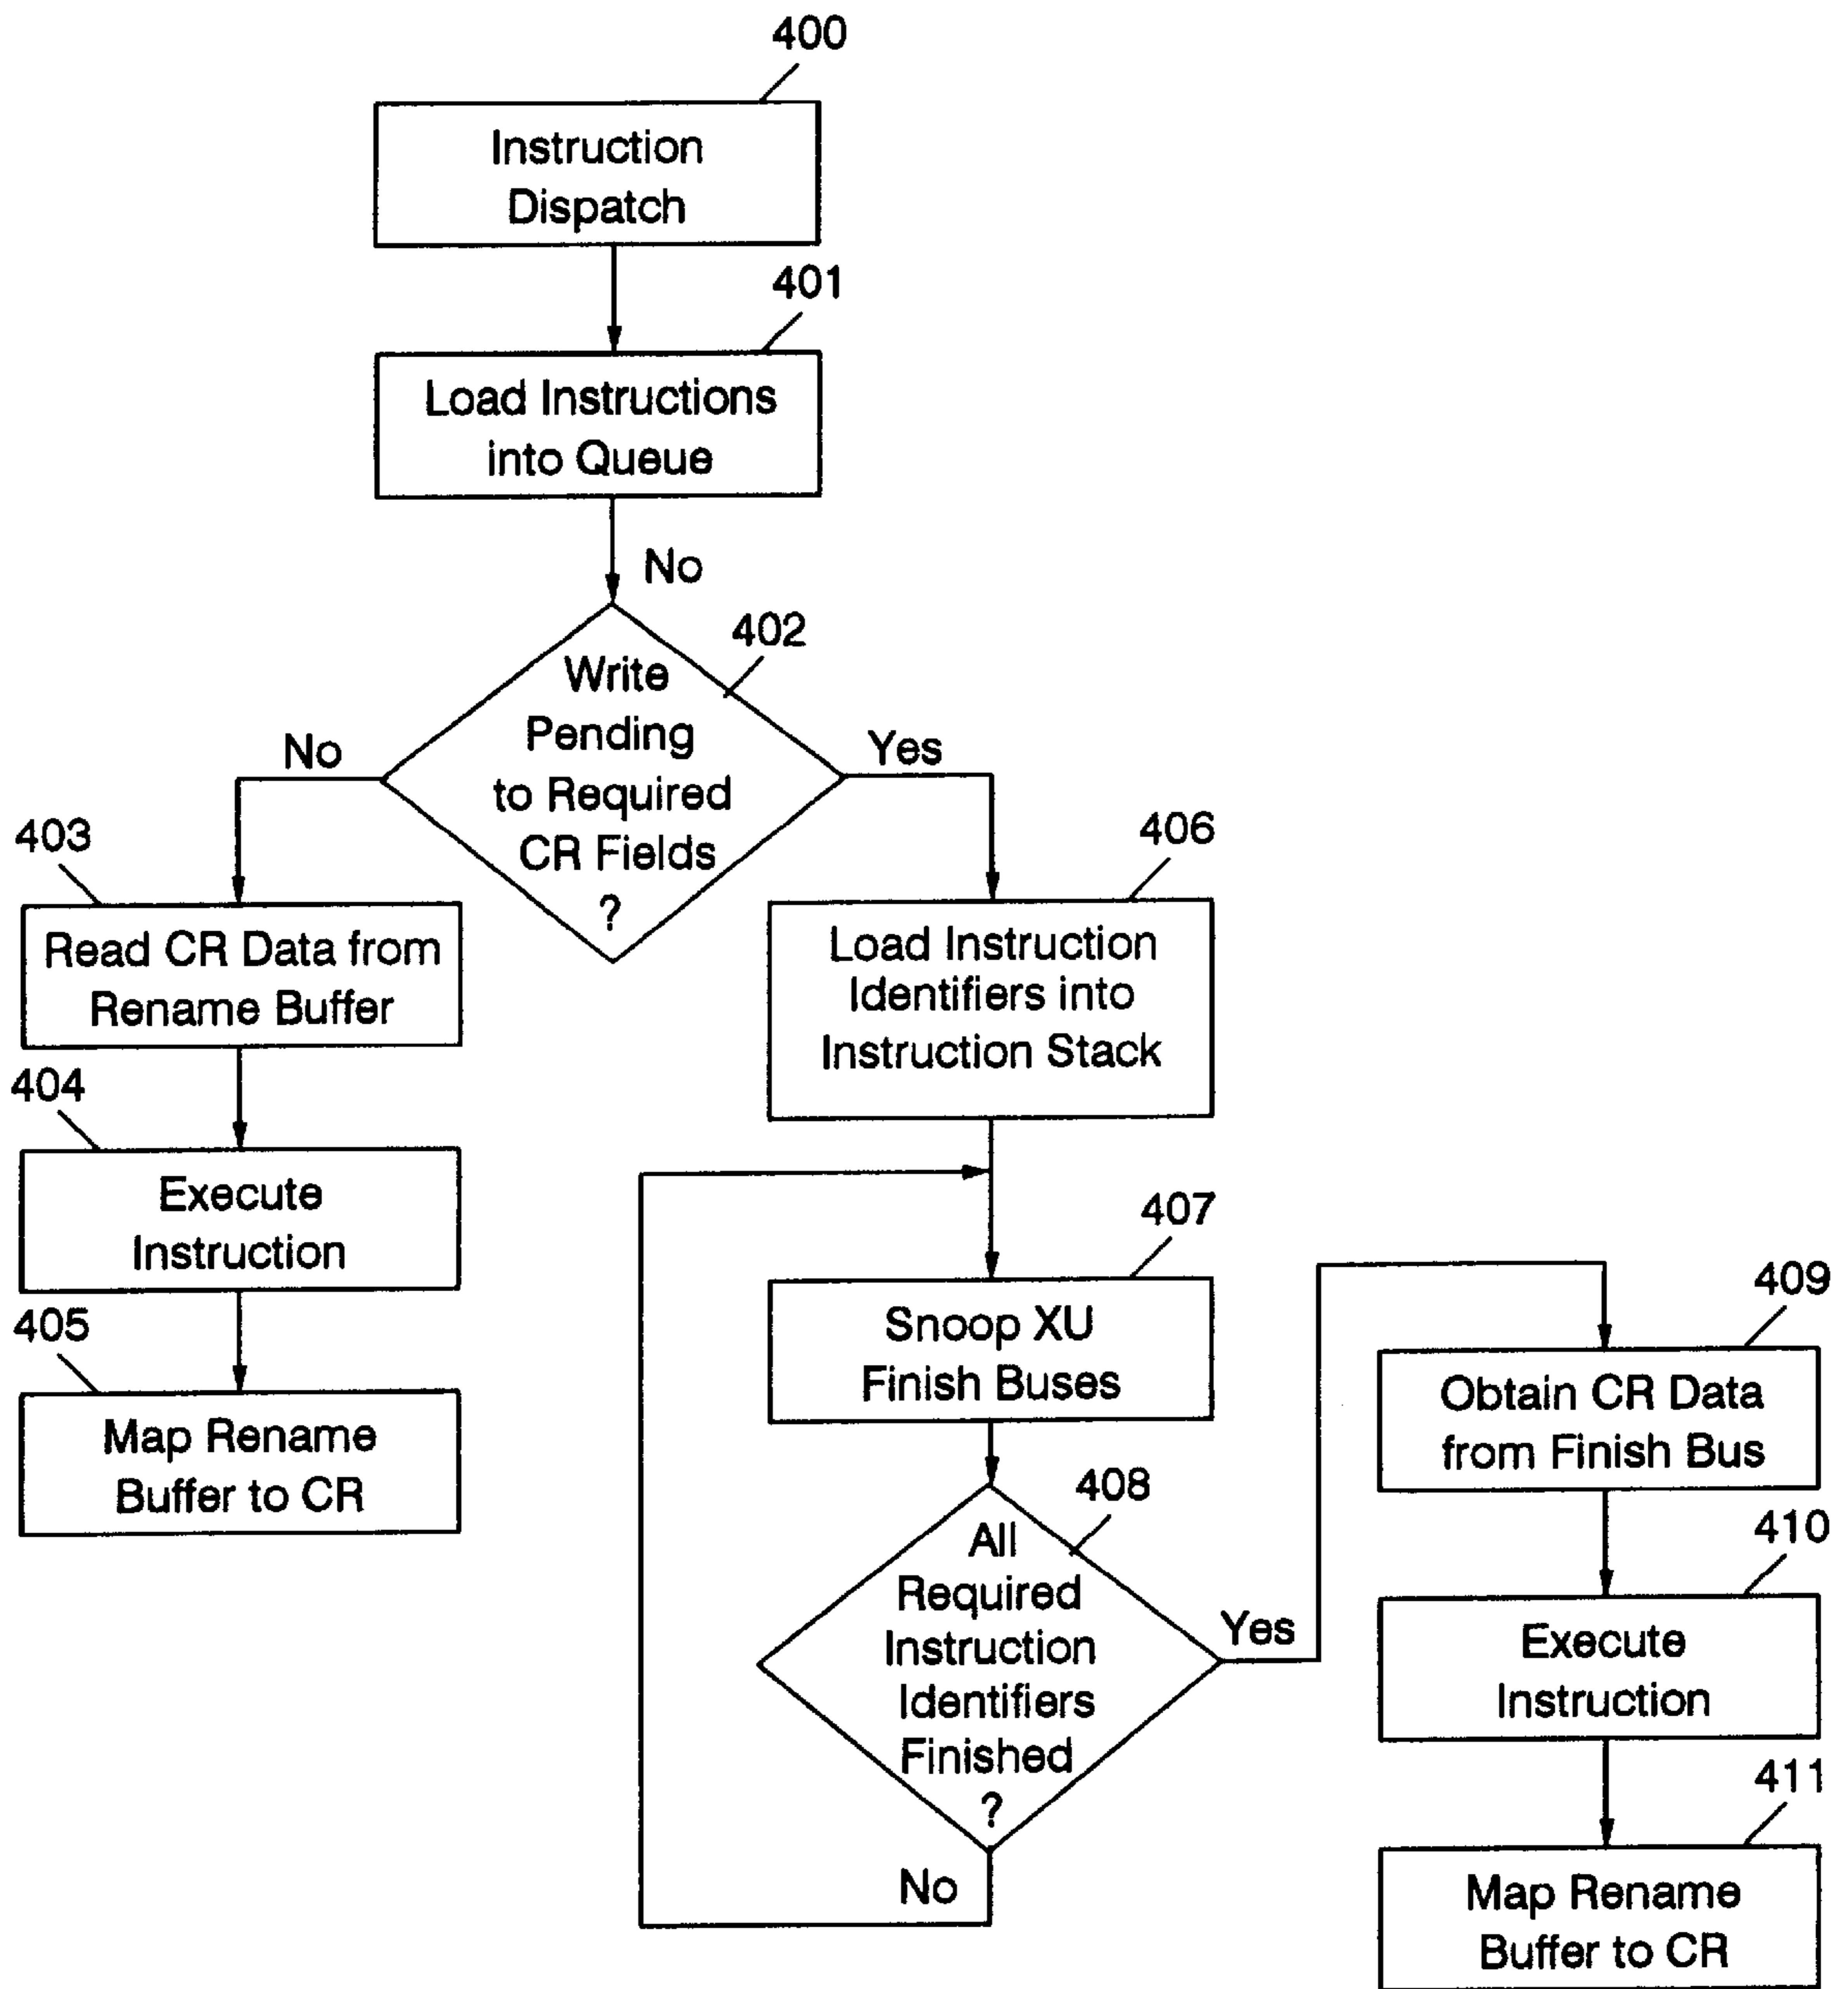 400
Instruction
Dispatch
401
Load Instructions
into Queue
No
402
Write
Pending
to Required
CR Fields
?
No
Yes
403
Read CR Data from
Rename Buffer
404
Execute
Instruction
405
Map Rename
Buffer to CR
406
Load Instruction
Identifiers into
Instruction Stack
407
Snoop XU
Finish Buses
408
All
Required
Instruction
Identifiers
Finished
?
Yes
No
409
Obtain CR Data
from Finish Bus
410
Execute
Instruction
411
Map Rename
Buffer to CR